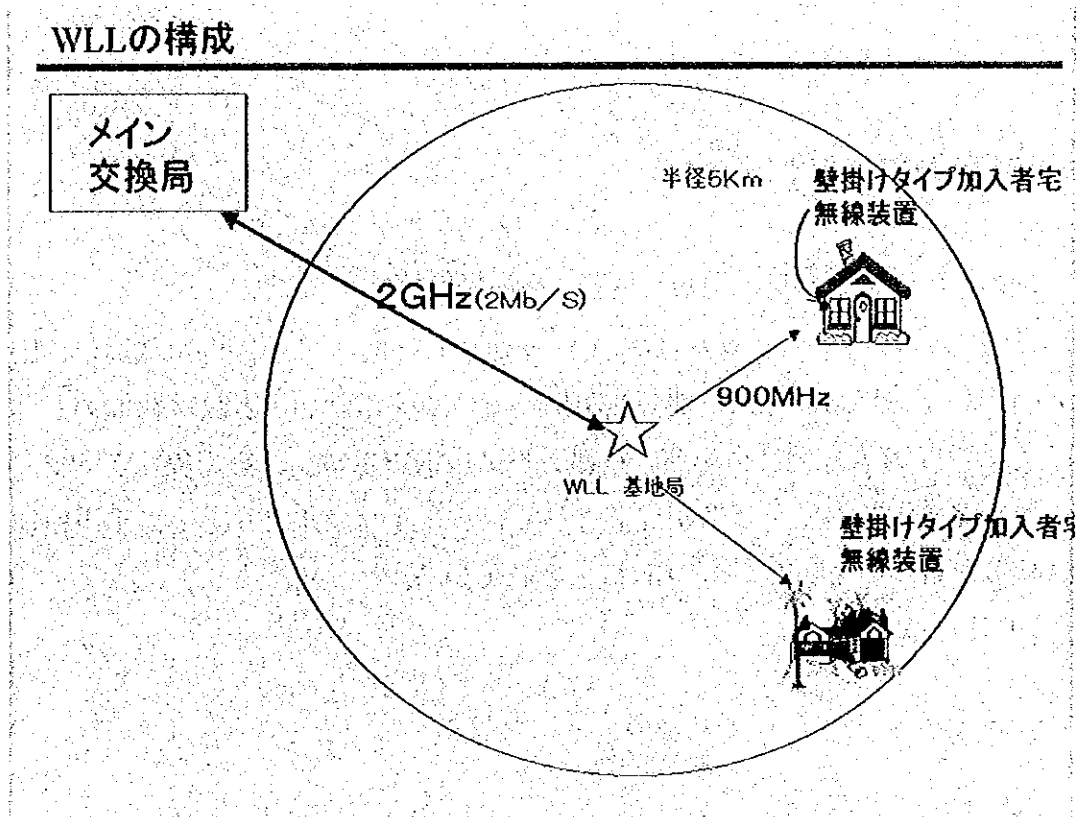 WLLの構成
メイン
交換局
半径5Km
壁掛けタイプ加入者宅
無線装置
2GHz(2Mb/S)
900MHz
WLL 基地局
壁掛けタイプ加入者宅
無線装置